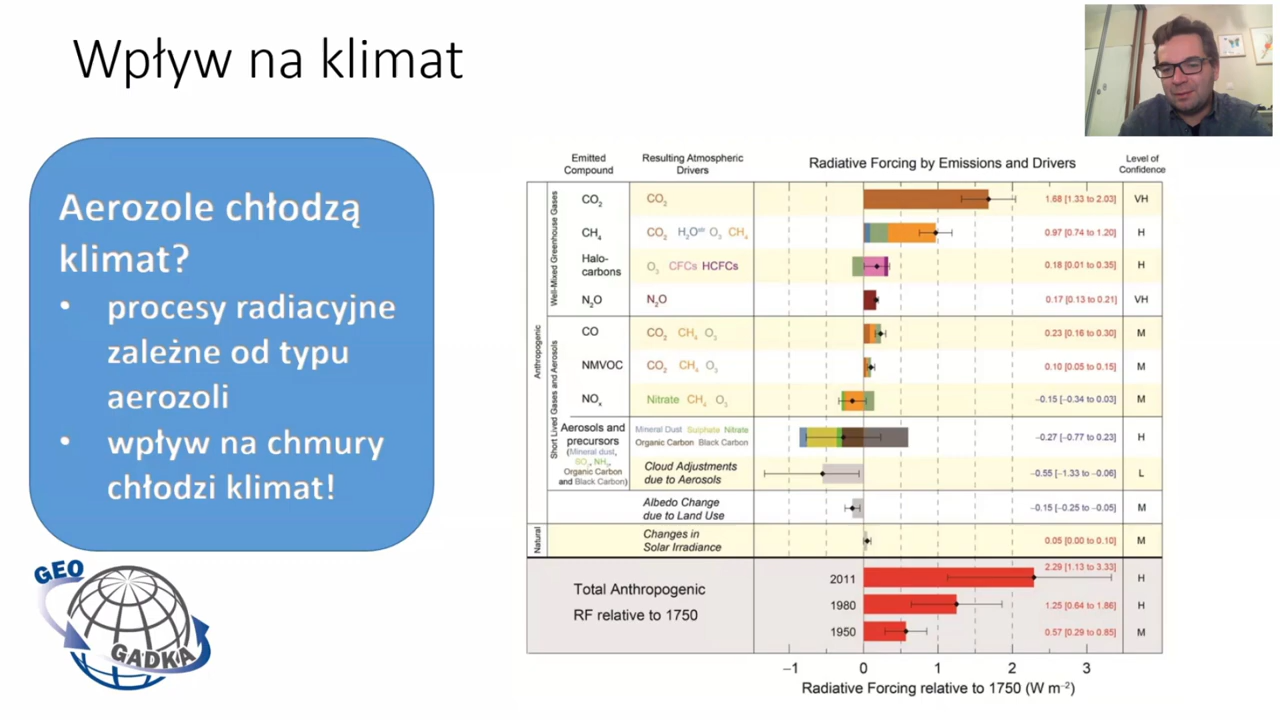 Wpływ na klimat
Aerozole chłodzą
klimat?
• procesy radiacyjne
zależne od typu
aerozoli
• wpływ na chmury
chłodzi klimat!
GEO
GADKA
Emitted
Compound
Resulting Atmospheric
Drivers
Radiative Forcing by Emissions and Drivers
Level of
Confidence
Anthropogenic
Well-Mixed Greenhouse Gases
CO₂ CO₂ 1.68 [1.33 to 2.03] VH
CH₄ CO₂ H₂Oˢᵗʳ O₃ CH₄ 0.97 [0.74 to 1.20] H
Halo-
carbons O₃ CFCs HCFCs 0.18 [0.01 to 0.35] H
N₂O N₂O 0.17 [0.13 to 0.21] VH
Short Lived Gases and Aerosols
CO CO₂ CH₄ O₃ 0.23 [0.16 to 0.30] M
NMVOC CO₂ CH₄ O₃ 0.10 [0.05 to 0.15] M
NOₓ Nitrate CH₄ O₃ −0.15 [−0.34 to 0.03] M
Aerosols and
precursors
(Mineral dust,
SO₂, NH₃,
Organic Carbon
and Black Carbon)
Mineral Dust Sulphate Nitrate
Organic Carbon Black Carbon
−0.27 [−0.77 to 0.23] H
Cloud Adjustments
due to Aerosols
−0.55 [−1.33 to −0.06] L
Albedo Change
due to Land Use
−0.15 [−0.25 to −0.05] M
Natural
Changes in
Solar Irradiance
0.05 [0.00 to 0.10] M
Total Anthropogenic
RF relative to 1750
2011 2.29 [1.13 to 3.33] H
1980 1.25 [0.64 to 1.86] H
1950 0.57 [0.29 to 0.85] M
−1 0 1 2 3
Radiative Forcing relative to 1750 (W m⁻²)